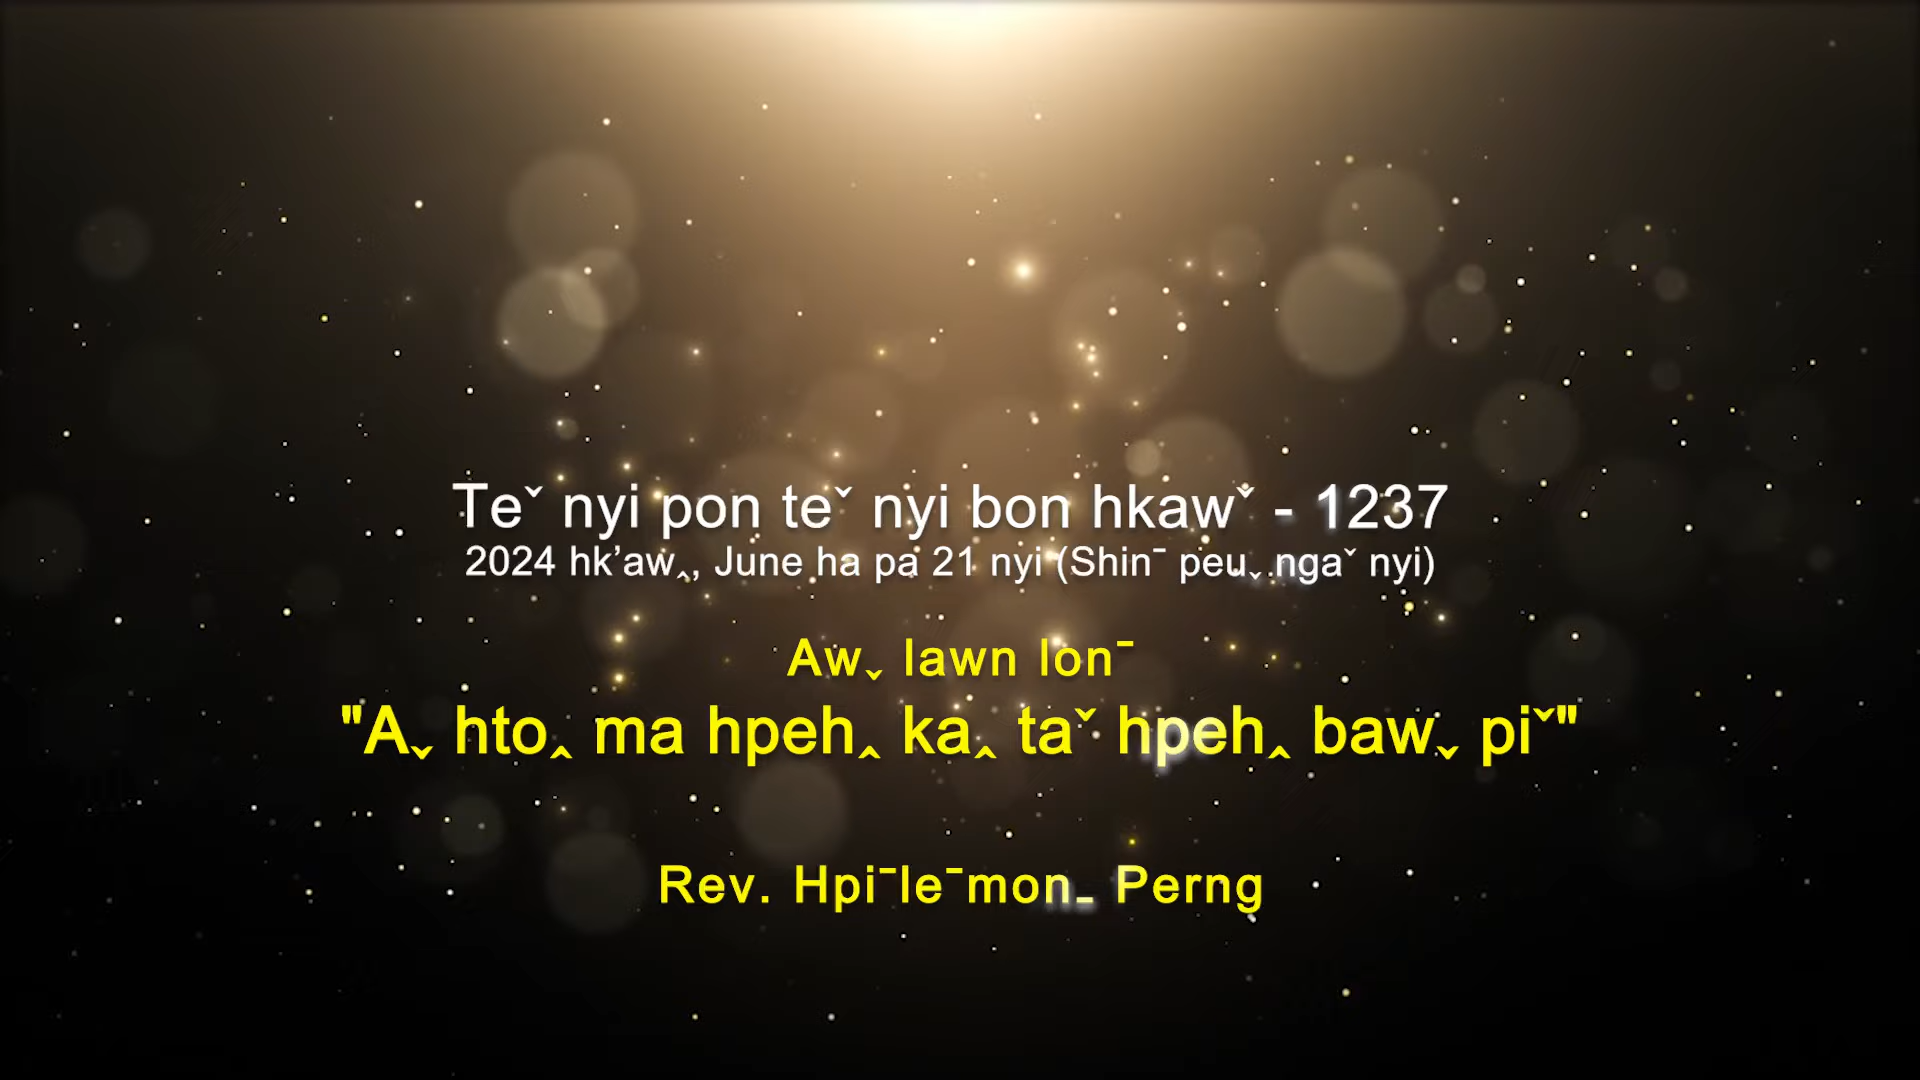 Teˇ nyi pon teˇ nyi bon hkawˇ - 1237
2024 hk’aw‸, June ha pa 21 nyi (Shinˉ peuˬ ngaˇ nyi)
Awˬ lawn lonˉ
"Aˬ hto‸ ma hpeh‸ ka‸ taˇ hpeh‸ bawˬ piˇ"
Rev. Hpiˉleˉmonˍ Perng